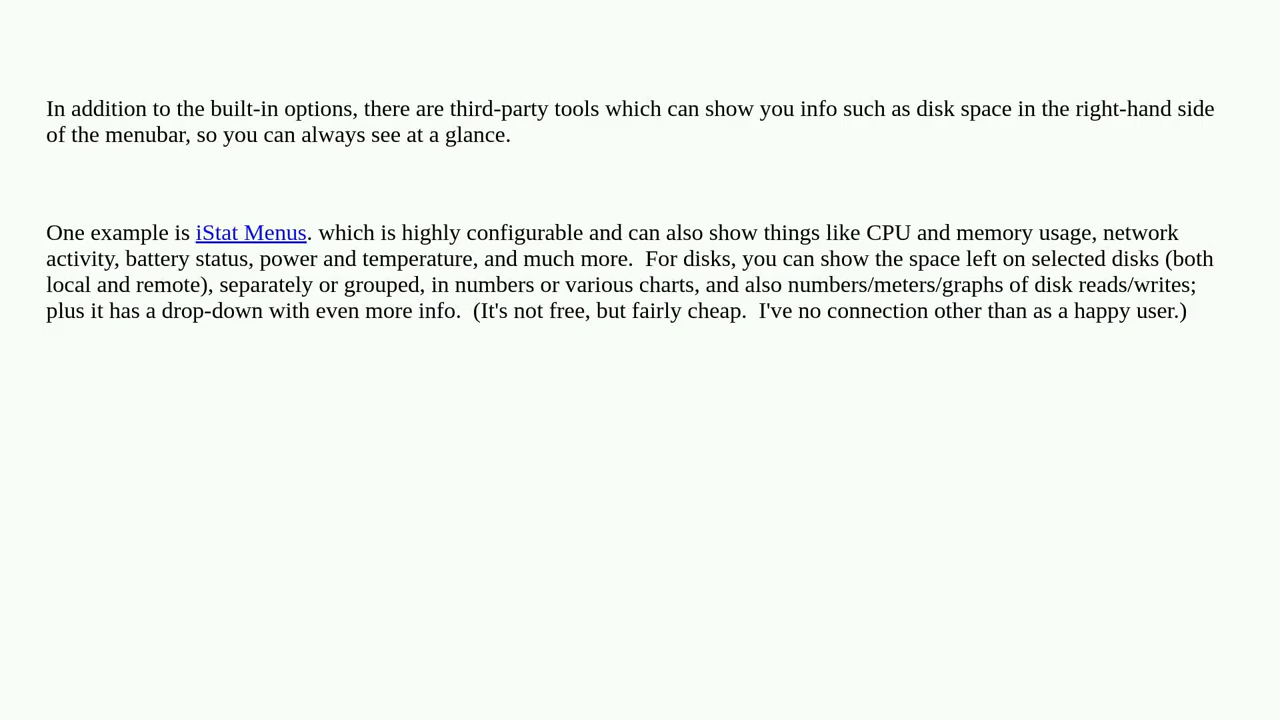 In addition to the built-in options, there are third-party tools which can show you info such as disk space in the right-hand side
of the menubar, so you can always see at a glance.
One example is iStat Menus. which is highly configurable and can also show things like CPU and memory usage, network
activity, battery status, power and temperature, and much more.  For disks, you can show the space left on selected disks (both
local and remote), separately or grouped, in numbers or various charts, and also numbers/meters/graphs of disk reads/writes;
plus it has a drop-down with even more info.  (It's not free, but fairly cheap.  I've no connection other than as a happy user.)